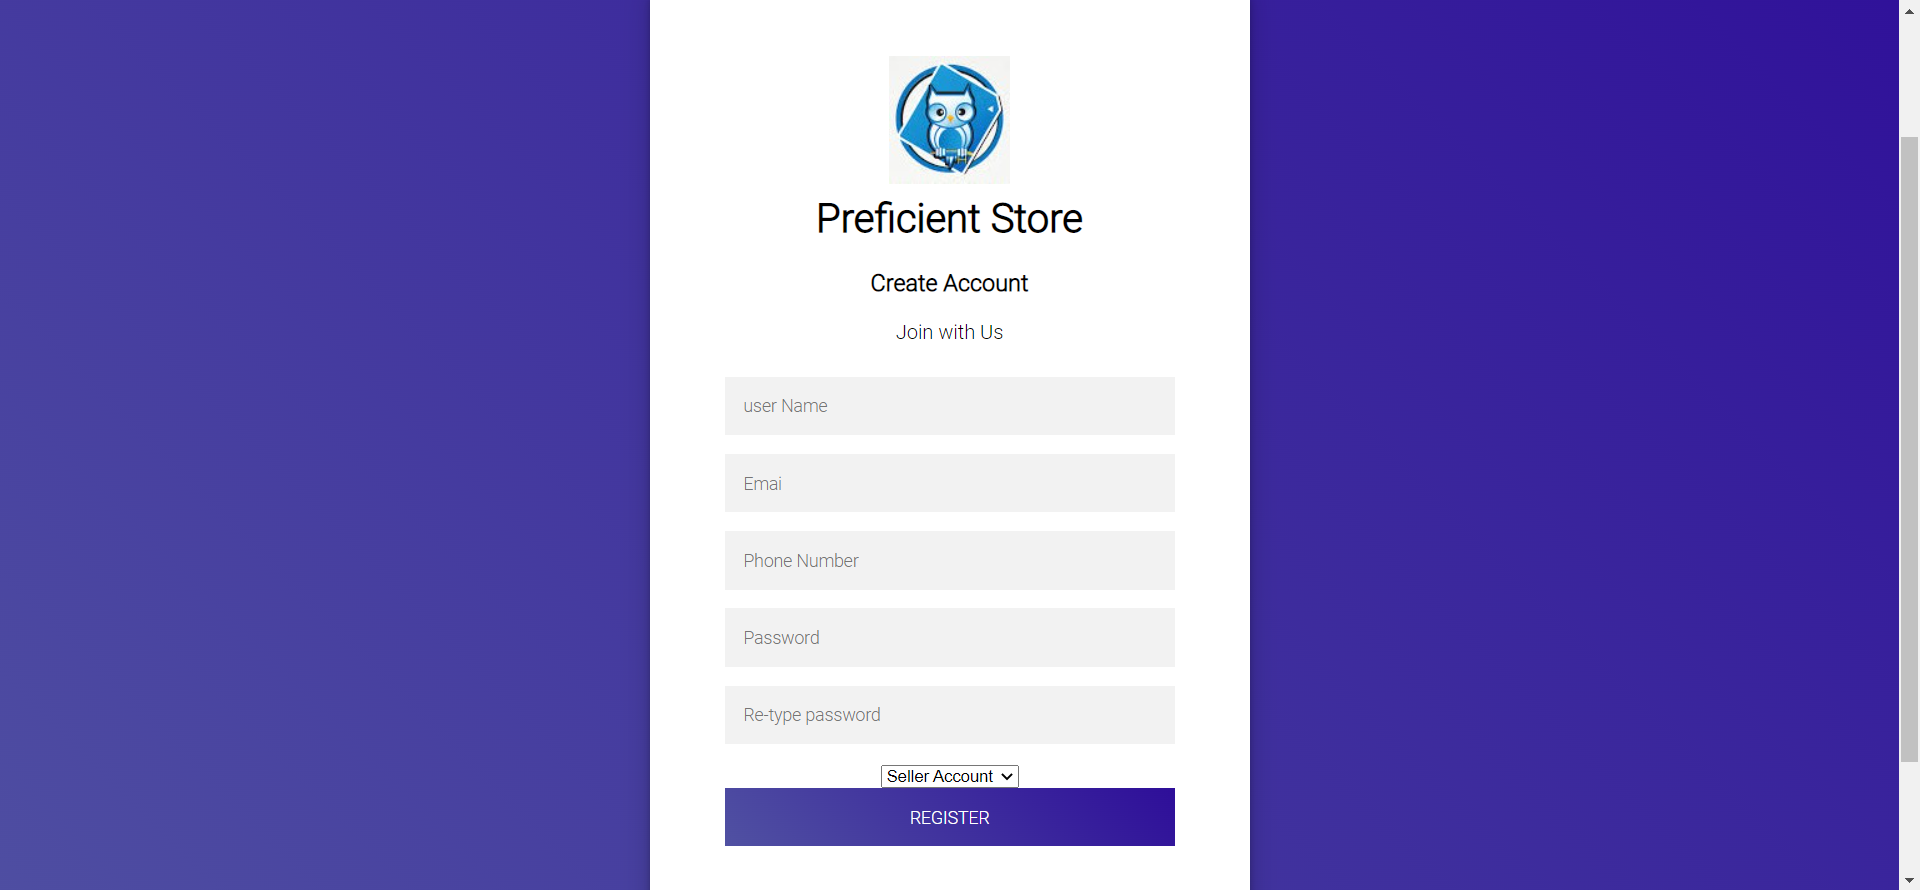 Preficient Store
Create Account
Join with Us
user Name
Emai
Phone Number
Password
Re-type password
Seller Account
REGISTER